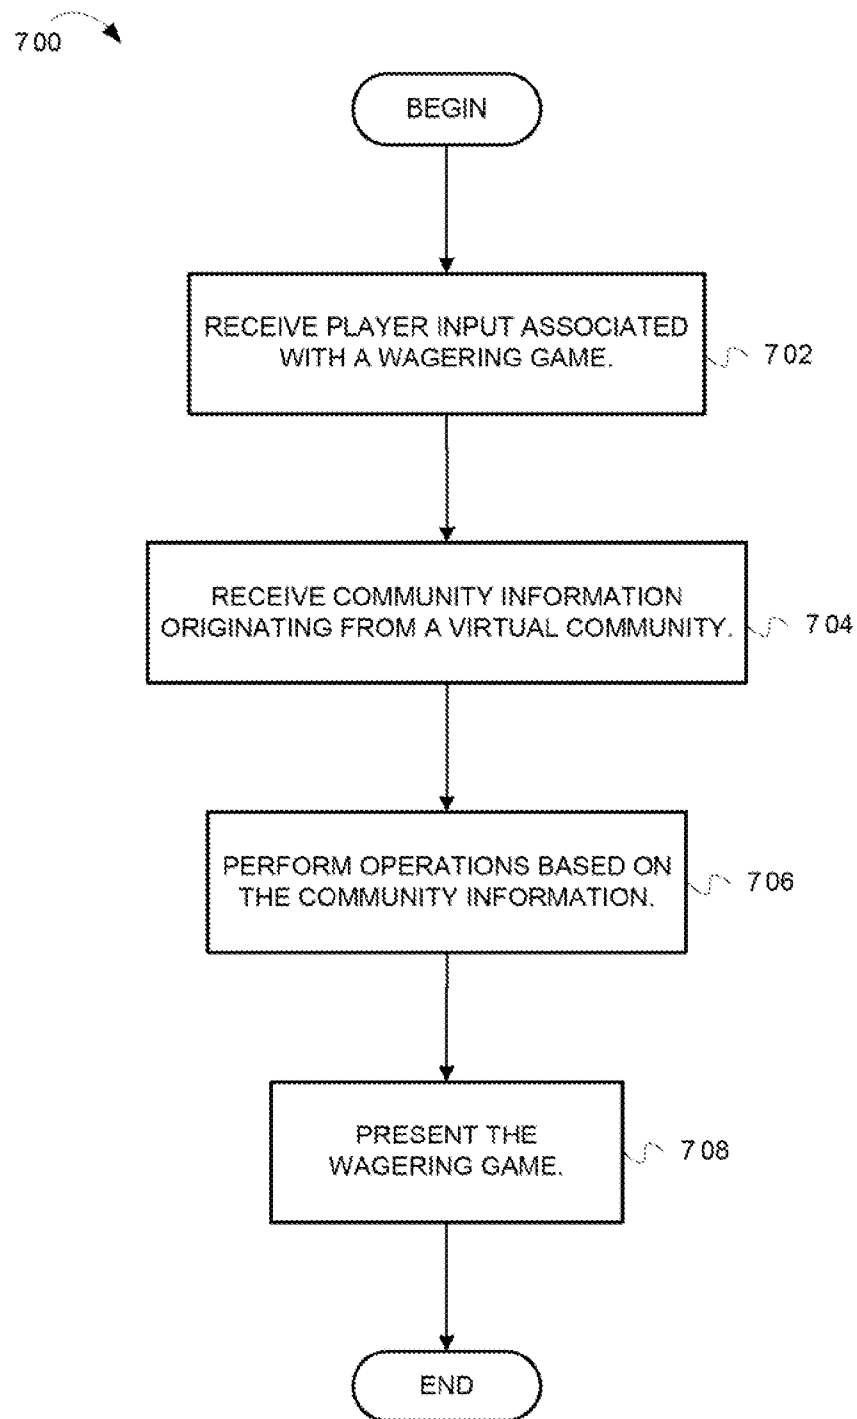 700
BEGIN
RECEIVE PLAYER INPUT ASSOCIATED
WITH A WAGERING GAME.
702
RECEIVE COMMUNITY INFORMATION
ORIGINATING FROM A VIRTUAL COMMUNITY.
704
PERFORM OPERATIONS BASED ON
THE COMMUNITY INFORMATION.
706
PRESENT THE
WAGERING GAME.
708
END